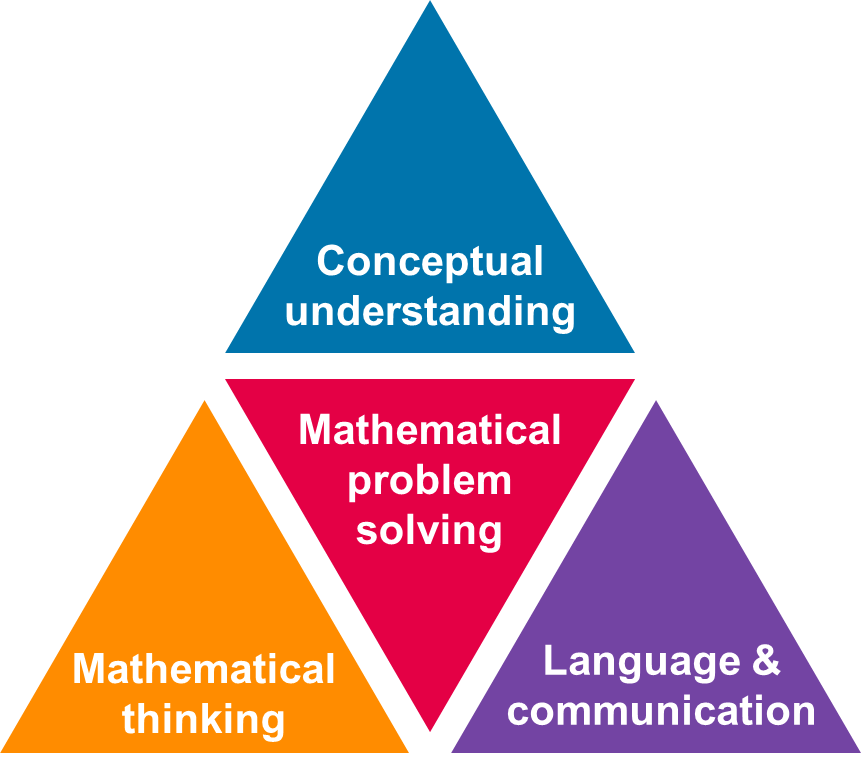 Conceptual
understanding
Mathematical
problem
solving
Mathematical
thinking
Language &
communication